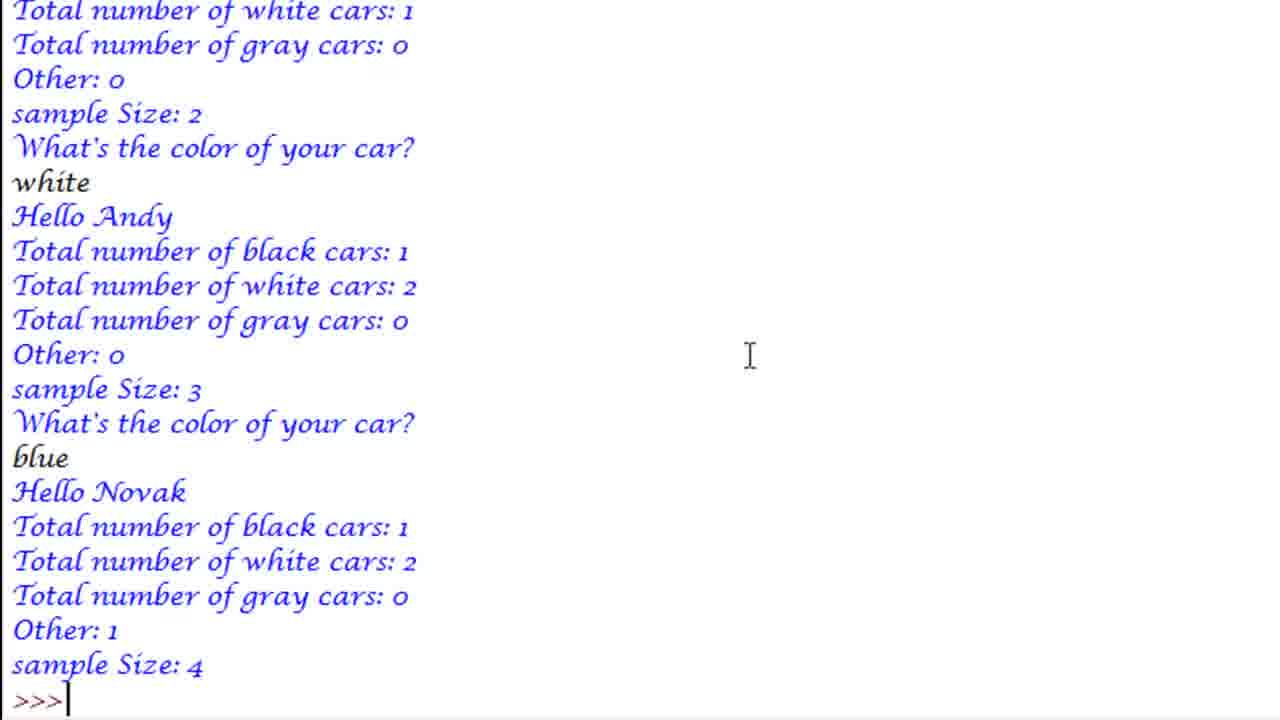 Total number of white cars: 1
Total number of gray cars: 0
Other: 0
sample Size: 2
What's the color of your car?
white
Hello Andy
Total number of black cars: 1
Total number of white cars: 2
Total number of gray cars: 0
Other: 0
sample Size: 3
What's the color of your car?
blue
Hello Novak
Total number of black cars: 1
Total number of white cars: 2
Total number of gray cars: 0
Other: 1
sample Size: 4
>>>